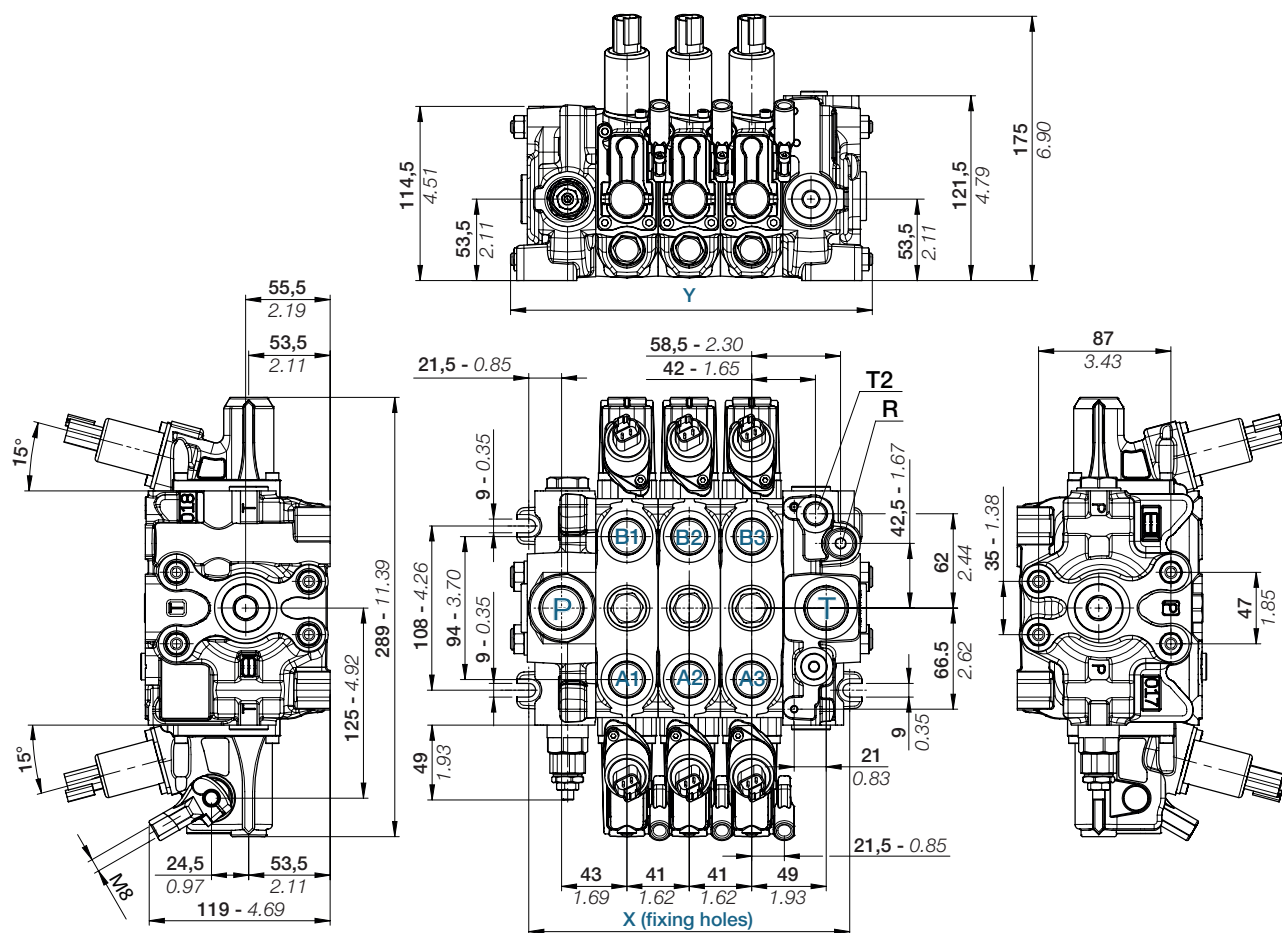 175
6.90
114,5
4.51
121,5
4.79
53,5
2.11
53,5
2.11
Y
55,5
2.19
53,5
2.11
58,5 - 2.30
42 - 1.65
21,5 - 0.85
T2
R
87
3.43
15°
9 - 0.35
42,5 - 1.67
B1
B2
B3
35 - 1.38
62
2.44
108 - 4.26
94 - 3.70
289 - 11.39
P
T
47
1.85
125 - 4.92
9 - 0.35
66.5
2.62
A1
A2
A3
P
P
017
15°
49
1.93
9
0.35
21
0.83
M8
24,5
0.97
53,5
2.11
119 - 4.69
21,5 - 0.85
43
1.69
41
1.62
41
1.62
49
1.93
X (fixing holes)